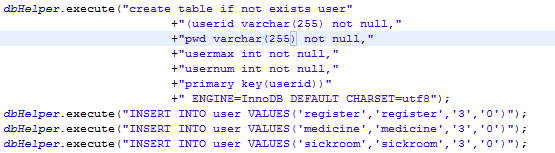 dbHelper.execute("create table if not exists user"
+"(userid varchar(255) not null,"
+"pwd varchar(255) not null,"
+"usermax int not null,"
+"usernum int not null,"
+"primary key(userid))"
+" ENGINE=InnoDB DEFAULT CHARSET=utf8");
dbHelper.execute("INSERT INTO user VALUES('register','register','3','0')");
dbHelper.execute("INSERT INTO user VALUES('medicine','medicine','3','0')");
dbHelper.execute("INSERT INTO user VALUES('sickroom','sickroom','3','0')");